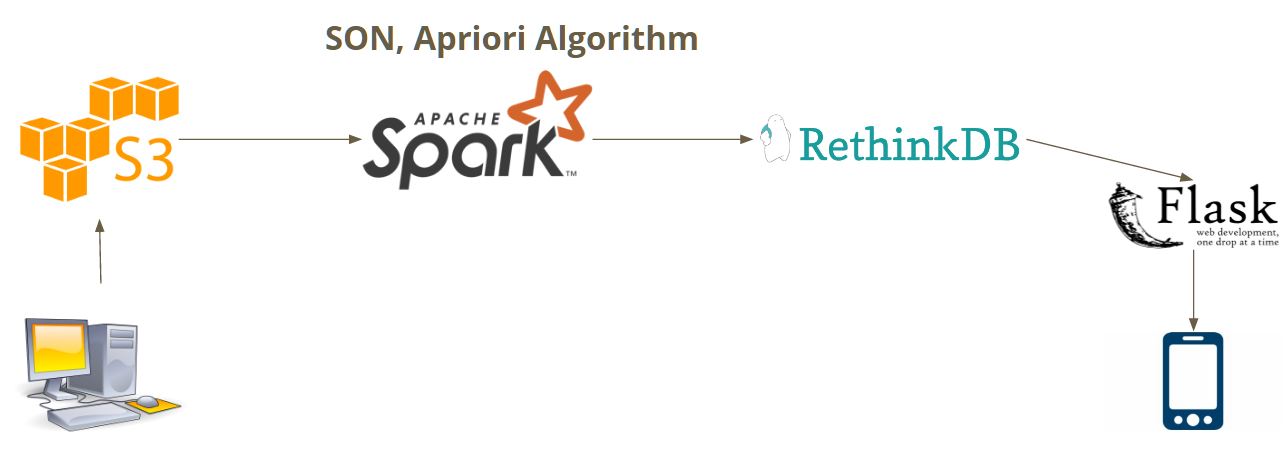 SON, Apriori Algorithm
S3
APACHE
Spark™
RethinkDB
Flask
web development,
one drop at a time